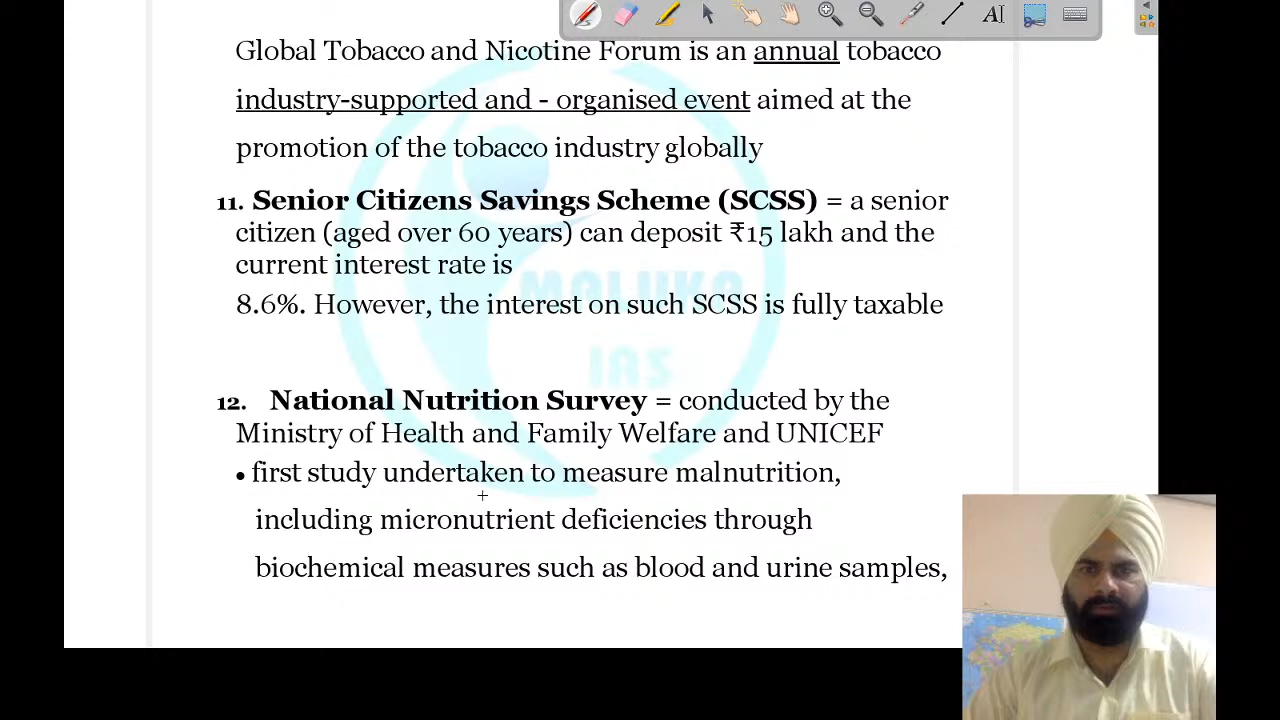 Global Tobacco and Nicotine Forum is an annual tobacco
industry-supported and - organised event aimed at the
promotion of the tobacco industry globally
11. Senior Citizens Savings Scheme (SCSS) = a senior
citizen (aged over 60 years) can deposit ₹15 lakh and the
current interest rate is
MALUKA
8.6%. However, the interest on such SCSS is fully taxable
IAS
12. National Nutrition Survey = conducted by the
Ministry of Health and Family Welfare and UNICEF
• first study undertaken to measure malnutrition,
including micronutrient deficiencies through
biochemical measures such as blood and urine samples,